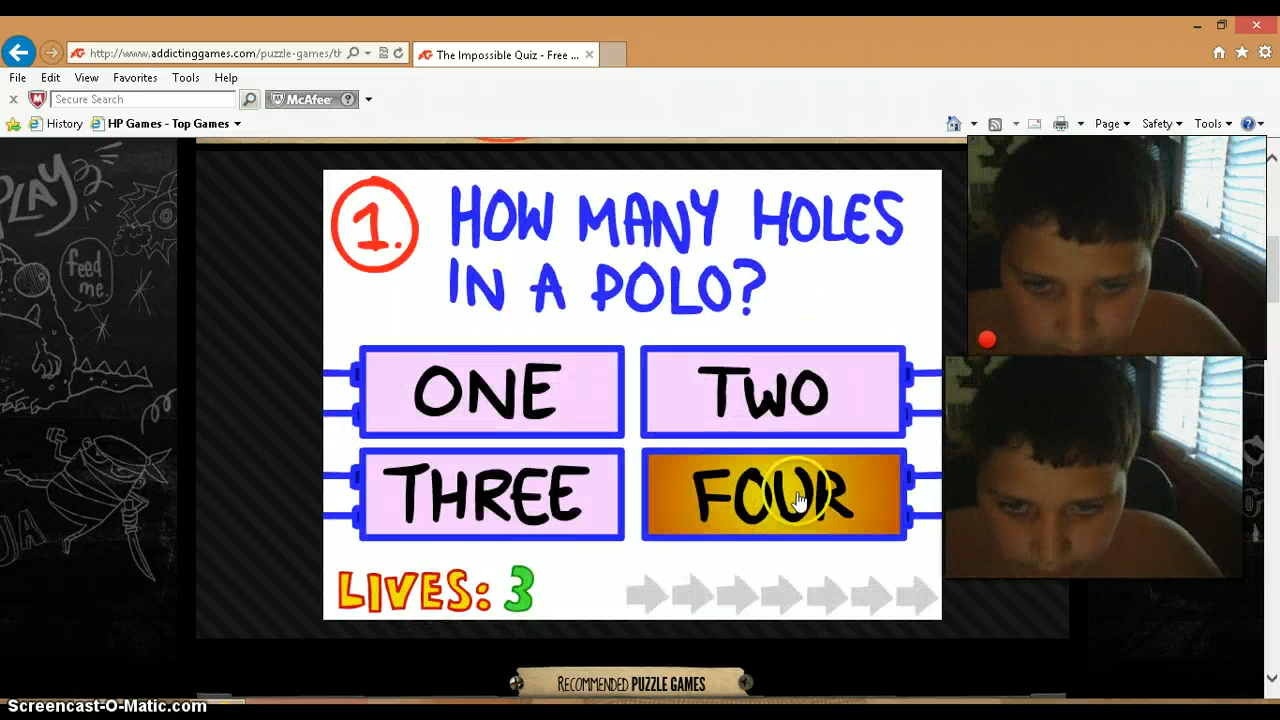 http://www.addictinggames.com/puzzle-games/th
The Impossible Quiz - Free ...
File Edit View Favorites Tools Help
Secure Search
McAfee
History HP Games - Top Games
Page Safety Tools
PLAY
feed me.
1. HOW MANY HOLES
IN A POLO?
ONE TWO
THREE FOUR
LIVES: 3
RECOMMENDED PUZZLE GAMES
Screencast-O-Matic.com